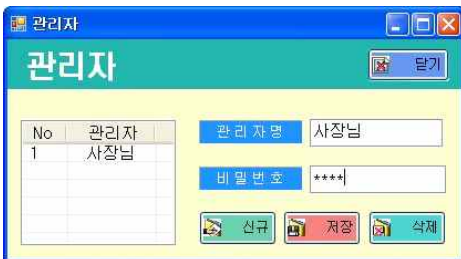 관리자
관리자
닫기
No 관리자
1 사장님
관리자명 사장님
비밀번호 ****
신규 저장 삭제